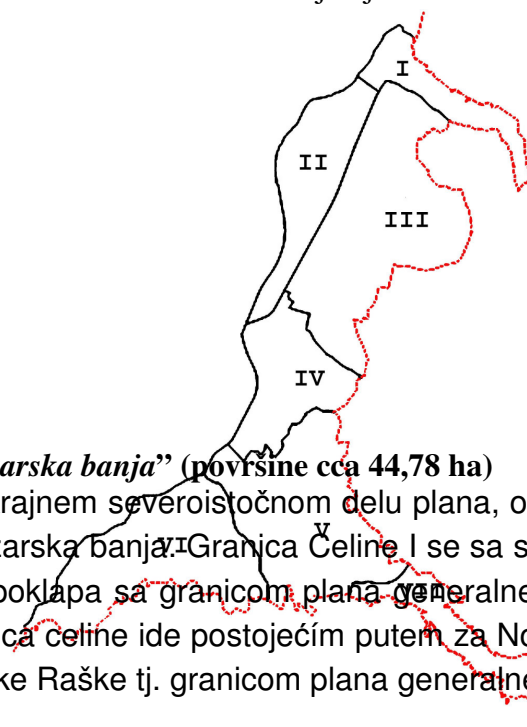 I
II
III
IV
arska banja” (površine cca 44,78 ha)
rajnem severoistočnom delu plana, o
V
zarska banja. Granica Celine I se sa s
VI
poklapa sa granicom plana generalne
VII
ca celine ide postojećim putem za No
ke Raške tj. granicom plana generalne